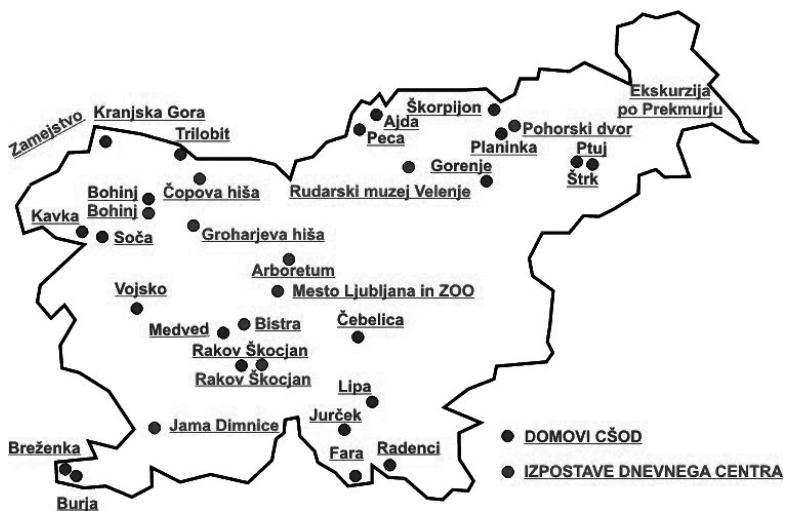 Zamejstvo
Kranjska Gora
Trilobit
Škorpijon
Ajda
Peca
Pohorski dvor
Planinka
Ekskurzija
po Prekmurju
Ptuj
Štrk
Gorenje
Rudarski muzej Velenje
Bohinj
Bohinj
Čopova hiša
Kavka
Soča
Groharjeva hiša
Arboretum
Mesto Ljubljana in ZOO
Vojsko
Medved
Bistra
Čebelica
Rakov Škocjan
Rakov Škocjan
Lipa
Jurček
Jama Dimnice
Fara
Radenci
Breženka
Burja
DOMOVI CŠOD
IZPOSTAVE DNEVNEGA CENTRA